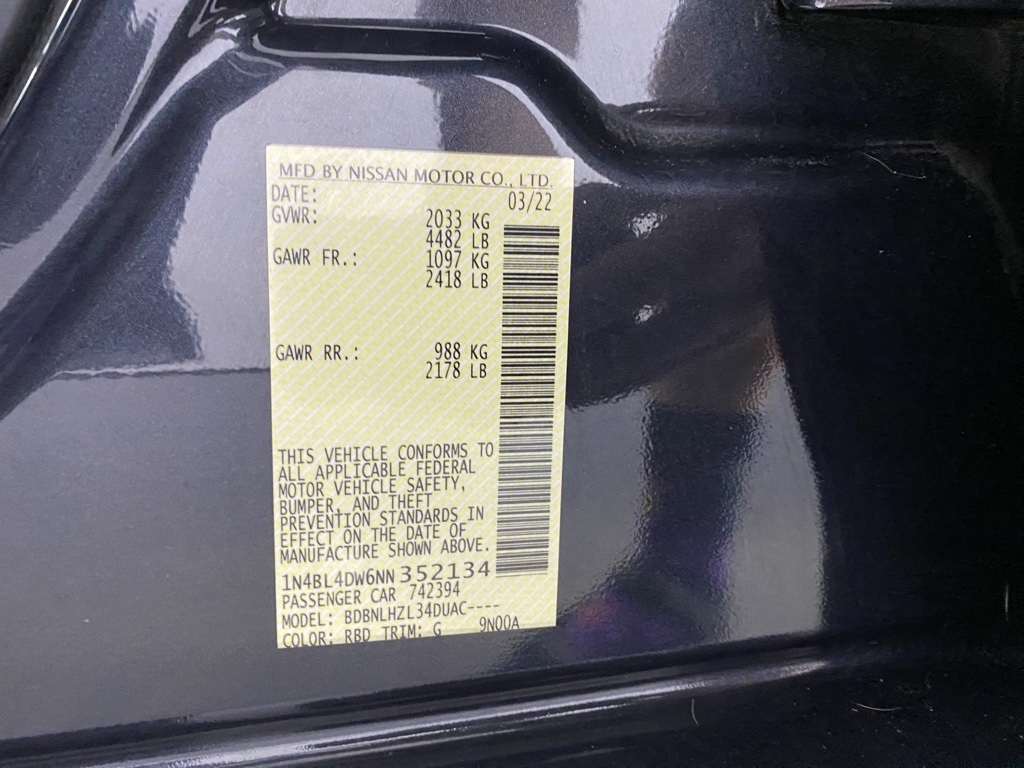 MFD BY NISSAN MOTOR CO., LTD.
DATE: 03/22
GVWR: 2033 KG
4482 LB
GAWR FR.: 1097 KG
2418 LB
GAWR RR.: 988 KG
2178 LB
THIS VEHICLE CONFORMS TO
ALL APPLICABLE FEDERAL
MOTOR VEHICLE SAFETY,
BUMPER, AND THEFT
PREVENTION STANDARDS IN
EFFECT ON THE DATE OF
MANUFACTURE SHOWN ABOVE.
1N4BL4DW6NN352134
PASSENGER CAR 742394
MODEL: BDBNLHZL34DUAC----
COLOR: RBD TRIM: G 9N00A